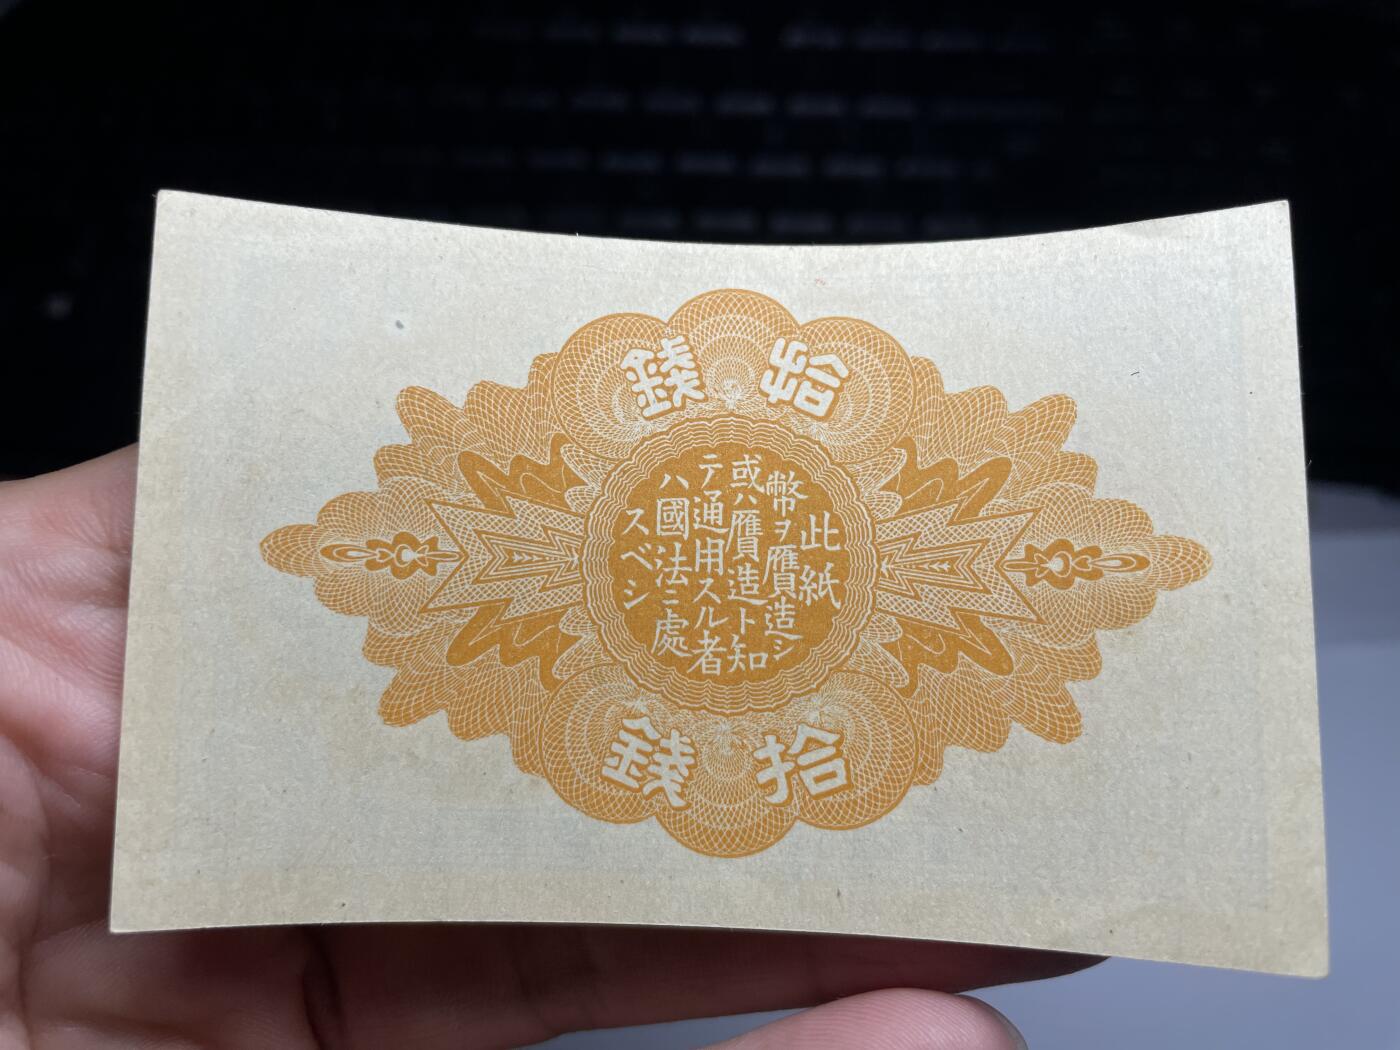 拾錢
此紙
幣ヲ贋造シ
或ハ贋造ト知
テ通用スル者
ハ國法ニ處
スベシ
拾錢